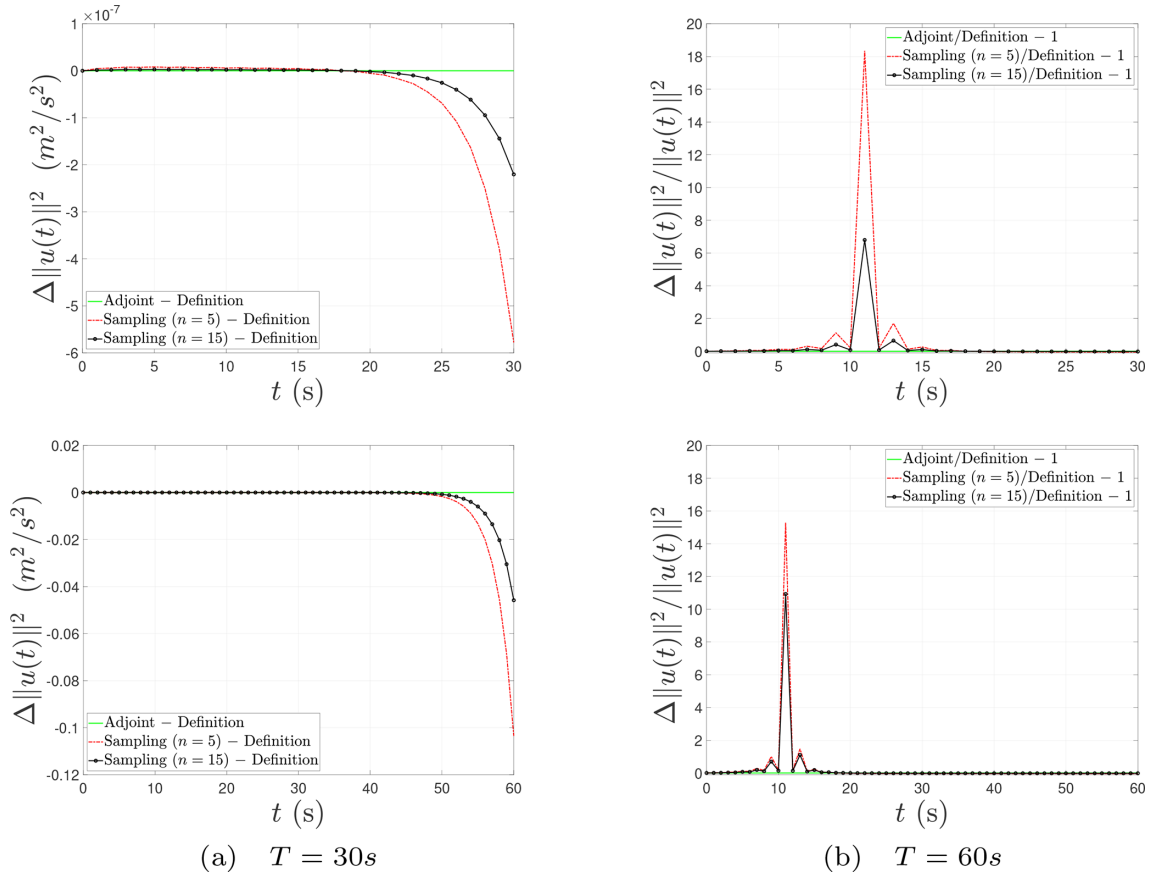 ×10⁻⁷
1
0
-1
-2
-3
-4
-5
-6
Δ||u(t)||² (m²/s²)
Adjoint − Definition
Sampling (n = 5) − Definition
Sampling (n = 15) − Definition
0 5 10 15 20 25 30
t (s)
20
18
16
14
12
10
8
6
4
2
0
Δ||u(t)||²/||u(t)||²
Adjoint/Definition − 1
Sampling (n = 5)/Definition − 1
Sampling (n = 15)/Definition − 1
0 5 10 15 20 25 30
t (s)
0.02
0
-0.02
-0.04
-0.06
-0.08
-0.1
-0.12
Δ||u(t)||² (m²/s²)
Adjoint − Definition
Sampling (n = 5) − Definition
Sampling (n = 15) − Definition
0 10 20 30 40 50 60
t (s)
20
18
16
14
12
10
8
6
4
2
0
Δ||u(t)||²/||u(t)||²
Adjoint/Definition − 1
Sampling (n = 5)/Definition − 1
Sampling (n = 15)/Definition − 1
0 10 20 30 40 50 60
t (s)
(a) T = 30s
(b) T = 60s